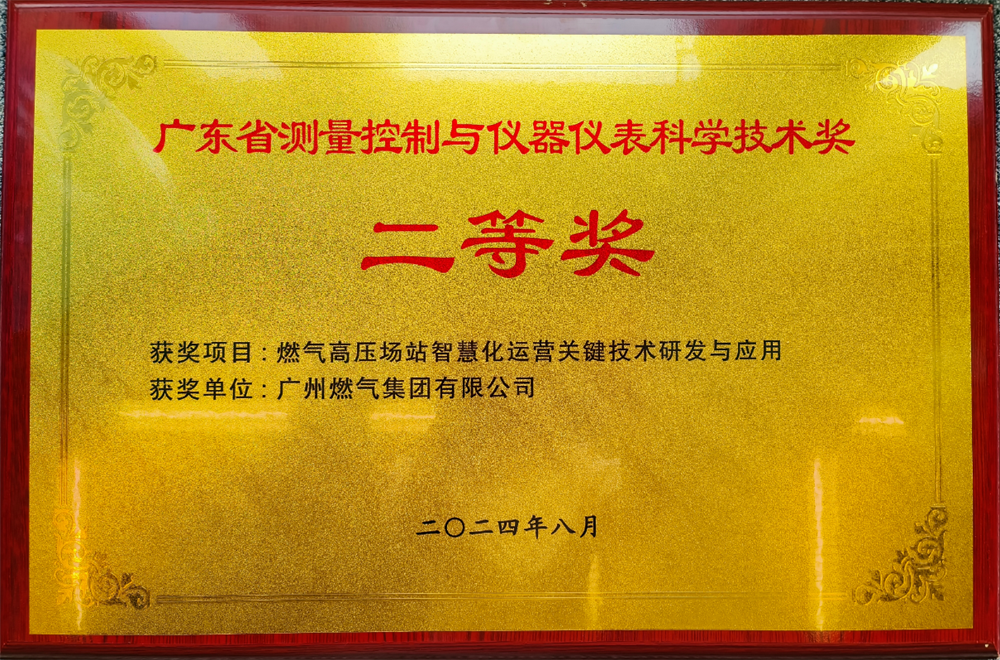 广东省测量控制与仪器仪表科学技术奖
二等奖
获奖项目：燃气高压场站智慧化运营关键技术研发与应用
获奖单位：广州燃气集团有限公司
二〇二四年八月